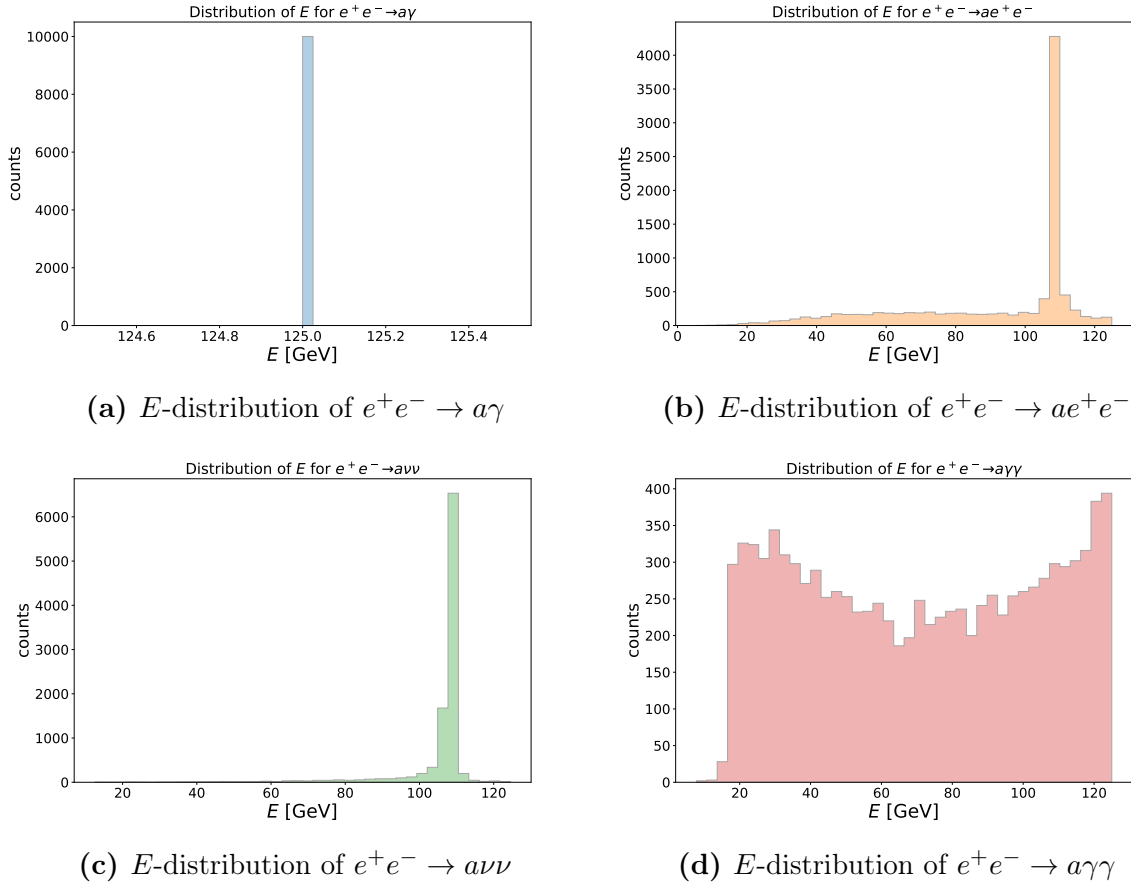 Distribution of E for e⁺e⁻→aγ
counts
10000
8000
6000
4000
2000
0
124.6 124.8 125.0 125.2 125.4
E [GeV]
(a) E-distribution of e⁺e⁻ → aγ
Distribution of E for e⁺e⁻→ae⁺e⁻
counts
4000
3500
3000
2500
2000
1500
1000
500
0
0 20 40 60 80 100 120
E [GeV]
(b) E-distribution of e⁺e⁻ → ae⁺e⁻
Distribution of E for e⁺e⁻→aνν
counts
6000
5000
4000
3000
2000
1000
0
20 40 60 80 100 120
E [GeV]
(c) E-distribution of e⁺e⁻ → aνν
Distribution of E for e⁺e⁻→aγγ
counts
400
350
300
250
200
150
100
50
0
20 40 60 80 100 120
E [GeV]
(d) E-distribution of e⁺e⁻ → aγγ